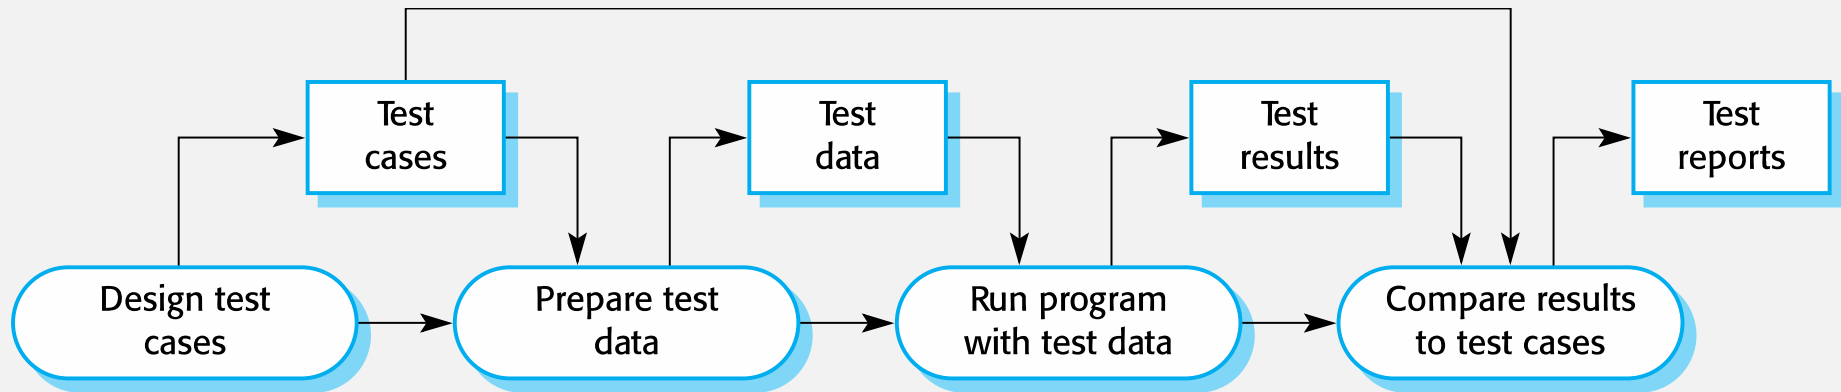 Test
cases
Test
data
Test
results
Test
reports
Design test
cases
Prepare test
data
Run program
with test data
Compare results
to test cases